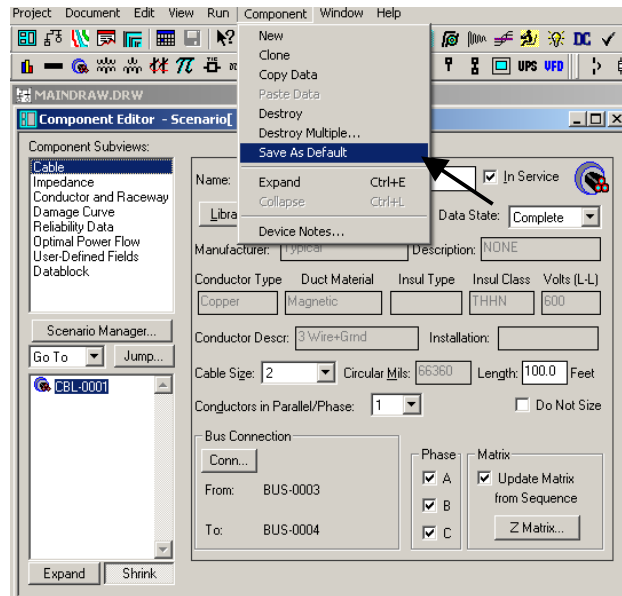 Project Document Edit View Run Component Window Help
DC
UPS VFD
New
Clone
Copy Data
Paste Data
Destroy
Destroy Multiple...
Save As Default
Expand Ctrl+E
Collapse Ctrl+L
Device Notes...
MAINDRAW.DRW
Component Editor - Scenario[
Component Subviews:
Cable
Impedance
Conductor and Raceway
Damage Curve
Reliability Data
Optimal Power Flow
User-Defined Fields
Datablock
Scenario Manager...
Go To Jump...
CBL-0001
Expand Shrink
Name: In Service
Libra Data State: Complete
Manufacturer: Typical Description: NONE
Conductor Type Duct Material Insul Type Insul Class Volts (L-L)
Copper Magnetic THHN 600
Conductor Descr: 3 Wire+Grnd Installation:
Cable Size: 2 Circular Mils: 66360 Length: 100.0 Feet
Conductors in Parallel/Phase: 1 Do Not Size
Bus Connection
Conn...
From: BUS-0003
To: BUS-0004
Phase
A
B
C
Matrix
Update Matrix
from Sequence
Z Matrix...